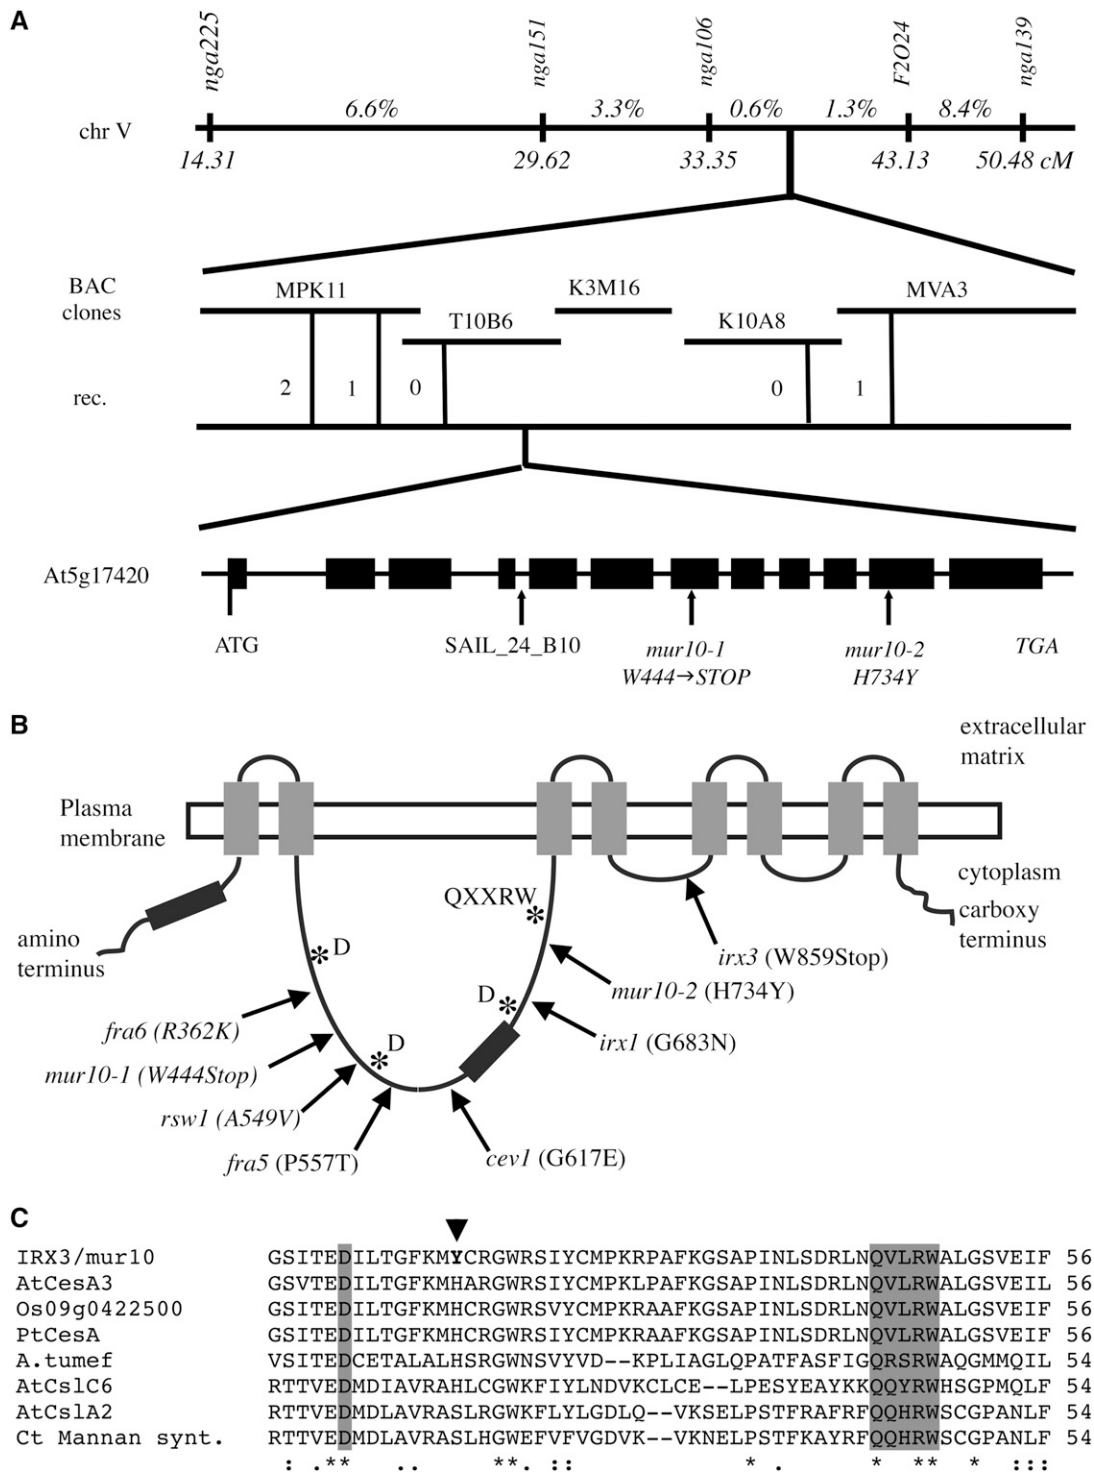 A
nga225 nga151 nga106 F2O24 nga139
6.6% 3.3% 0.6% 1.3% 8.4%
chr V
14.31 29.62 33.35 43.13 50.48 cM
BAC clones
MPK11 K3M16 MVA3
T10B6 K10A8
rec.
2 1 0 0 1
At5g17420
ATG SAIL_24_B10 mur10-1 mur10-2 TGA
W444→STOP H734Y
B
extracellular
matrix
Plasma
membrane
cytoplasm
carboxy
terminus
amino
terminus
QXXRW
*
* D
D *
* D
irx3 (W859Stop)
mur10-2 (H734Y)
irx1 (G683N)
fra6 (R362K)
mur10-1 (W444Stop)
rsw1 (A549V)
fra5 (P557T)
cev1 (G617E)
C
IRX3/mur10 GSITEDILTGFKMYCRGWRSIYCMPKRPAFKGSAPINLSDRLNQVLRWALGSVEIF 56
AtCesA3 GSVTEDILTGFKMHARGWRSIYCMPKLPAFKGSAPINLSDRLNQVLRWALGSVEIF 56
Os09g0422500 GSITEDILTGFKMHCRGWRSVYCMPKRAAFKGSAPINLSDRLNQVLRWALGSVEIF 56
PtCesA GSITEDILTGFKMHCRGWRSIYCMPKRAAFKGSAPINLSDRLNQVLRWALGSVEIF 56
A.tumef VSITEDCETALALHSRGWNSVYVD--KPLIAGLQPATFASFIGQRSRWAQGMMQIL 54
AtCslC6 RTTVEDMDIAVRAHLCGWKFIYLNDVKCLCE--LPESYEAYKKQQYRWHSGPMQLF 54
AtCslA2 RTTVEDMDLAVRASLRGWKFLYLGDLQ--VKSELPSTFRAFRFQQHRWSCGPANLF 54
Ct Mannan synt. RTTVEDMDLAVRASLHGWEFVFVGDVK--VKNELPSTFKAYRFQQHRWSCGPANLF 54
: .** .. **. :: * . * ** * :::